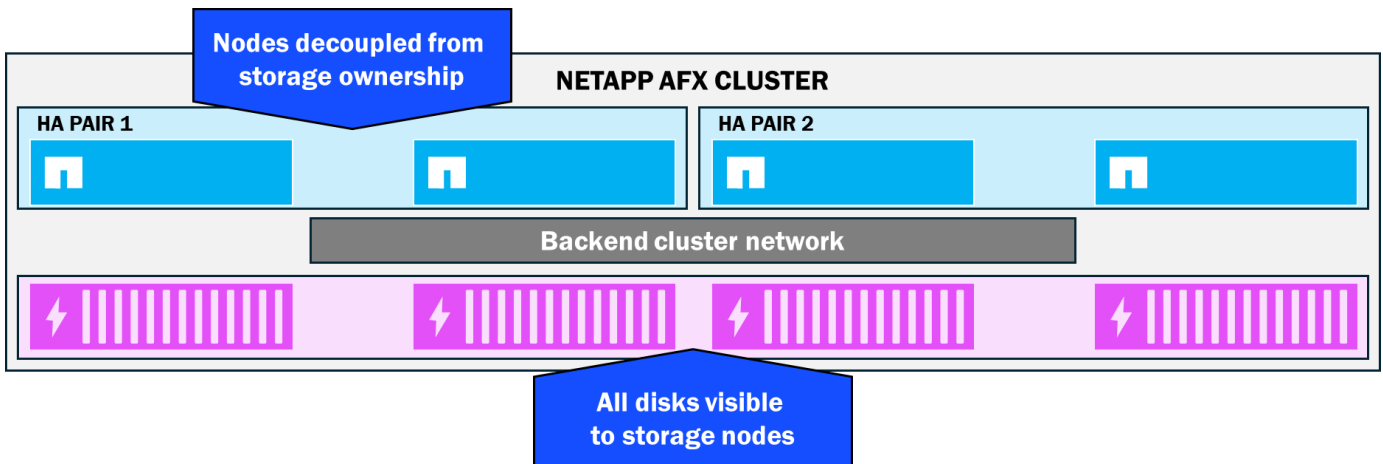 Nodes decoupled from
storage ownership
NETAPP AFX CLUSTER
HA PAIR 1
HA PAIR 2
Backend cluster network
All disks visible
to storage nodes